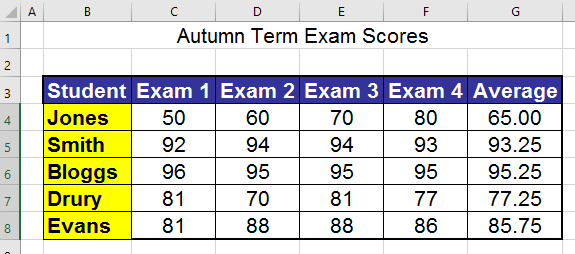 A B C D E F G
1 Autumn Term Exam Scores
2
3 Student Exam 1 Exam 2 Exam 3 Exam 4 Average
4 Jones 50 60 70 80 65.00
5 Smith 92 94 94 93 93.25
6 Bloggs 96 95 95 95 95.25
7 Drury 81 70 81 77 77.25
8 Evans 81 88 88 86 85.75